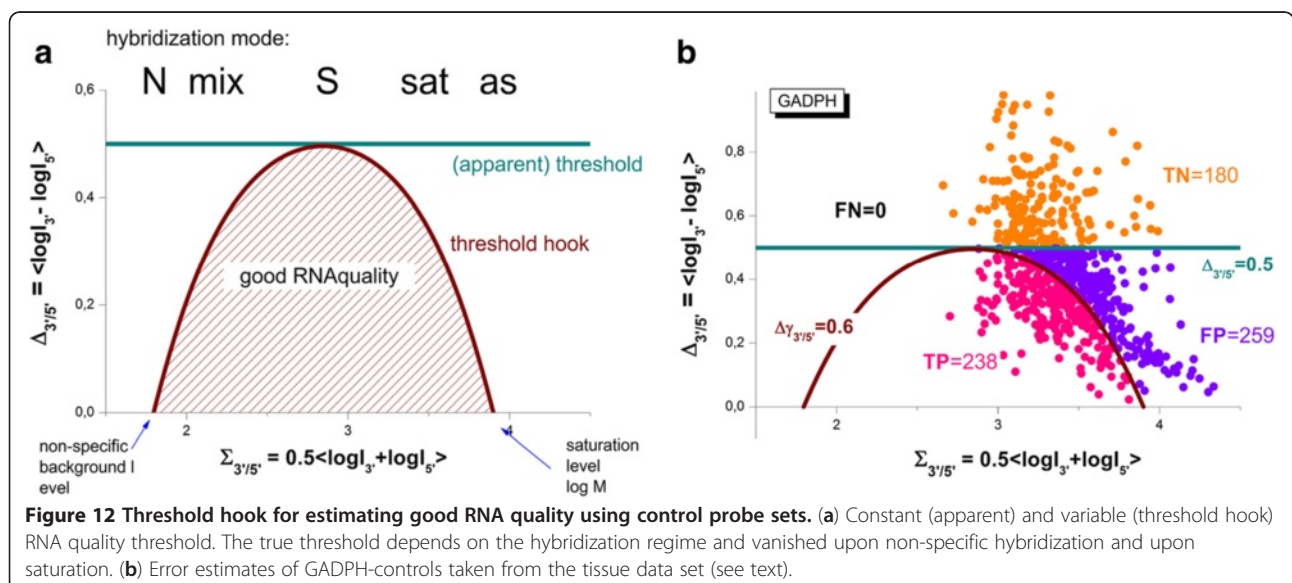 a
hybridization mode:
N mix S sat as
0,6
0,4
0,2
0,0
Δ3'/5' = <logI3'- logI5'>
(apparent) threshold
threshold hook
good RNAquality
2 3 4
non-specific
background l
evel
Σ3'/5' = 0.5<logI3'+logI5'>
saturation
level
log M
b
GADPH
0,8
0,6
0,4
0,2
0,0
Δ3'/5' = <logI3'- logI5'>
TN=180
FN=0
Δ3'/5'=0.5
Δγ3'/5'=0.6
FP=259
TP=238
2 3 4
Σ3'/5' = 0.5<logI3'+logI5'>
Figure 12 Threshold hook for estimating good RNA quality using control probe sets. (a) Constant (apparent) and variable (threshold hook)
RNA quality threshold. The true threshold depends on the hybridization regime and vanished upon non-specific hybridization and upon
saturation. (b) Error estimates of GADPH-controls taken from the tissue data set (see text).